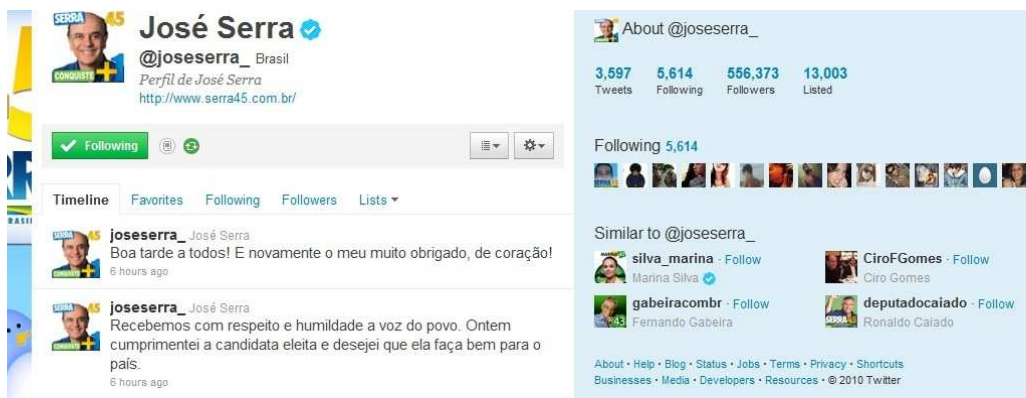 SERRA 45
CONQUISTE +1
José Serra
@joseserra_ Brasil
Perfil de José Serra
http://www.serra45.com.br/
Following
Timeline Favorites Following Followers Lists
joseserra_ José Serra
Boa tarde a todos! E novamente o meu muito obrigado, de coração!
6 hours ago
joseserra_ José Serra
Recebemos com respeito e humildade a voz do povo. Ontem
cumprimentei a candidata eleita e desejei que ela faça bem para o
país.
6 hours ago
About @joseserra_
3,597 5,614 556,373 13,003
Tweets Following Followers Listed
Following 5,614
Similar to @joseserra_
silva_marina · Follow
Marina Silva
CiroFGomes · Follow
Ciro Gomes
gabeiracombr · Follow
Fernando Gabeira
deputadocaiado · Follow
Ronaldo Caiado
About · Help · Blog · Status · Jobs · Terms · Privacy · Shortcuts
Businesses · Media · Developers · Resources · © 2010 Twitter